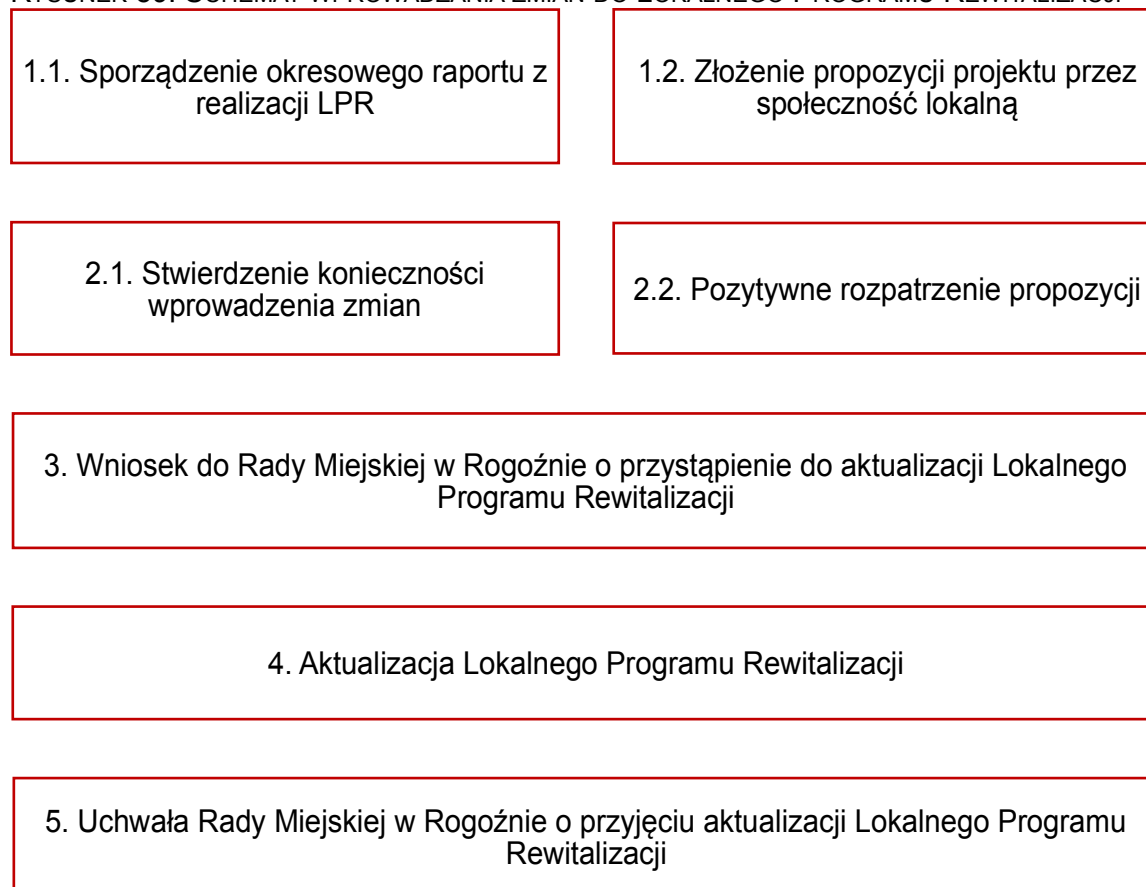 1.1. Sporządzenie okresowego raportu z
realizacji LPR
1.2. Złożenie propozycji projektu przez
społeczność lokalną
2.1. Stwierdzenie konieczności
wprowadzenia zmian
2.2. Pozytywne rozpatrzenie propozycji
3. Wniosek do Rady Miejskiej w Rogoźnie o przystąpienie do aktualizacji Lokalnego
Programu Rewitalizacji
4. Aktualizacja Lokalnego Programu Rewitalizacji
5. Uchwała Rady Miejskiej w Rogoźnie o przyjęciu aktualizacji Lokalnego Programu
Rewitalizacji